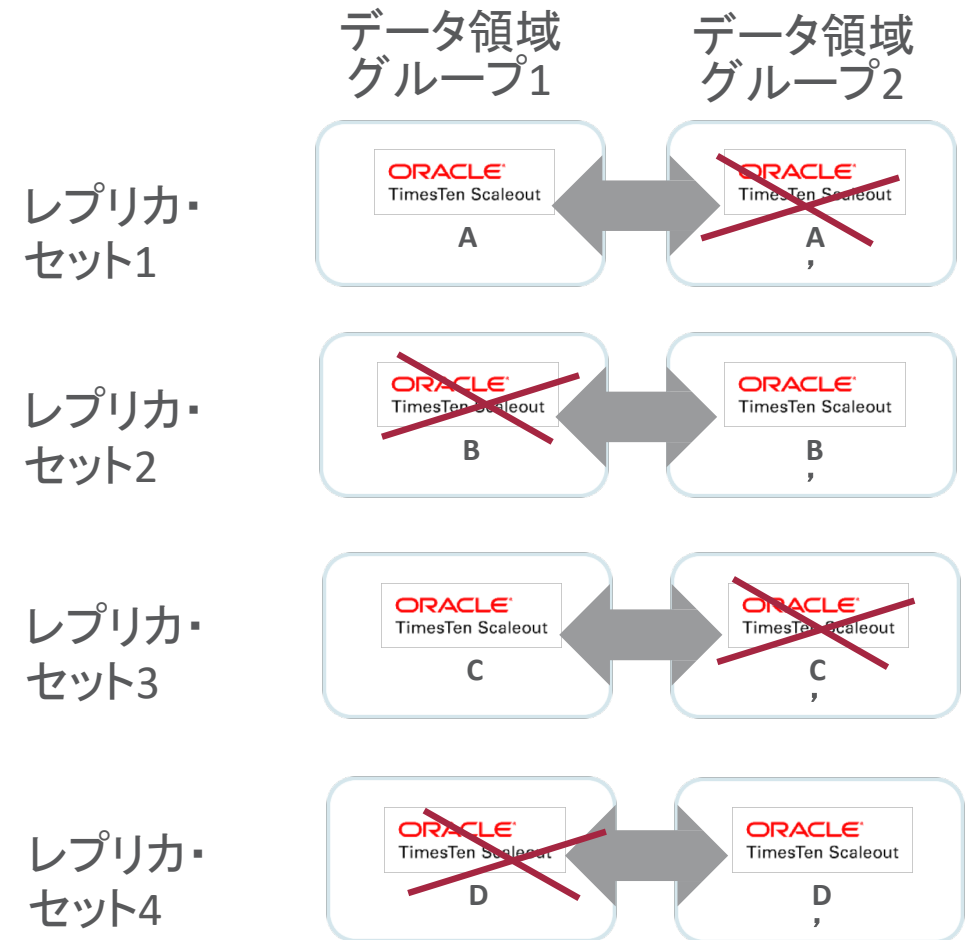 データ領域
グループ1
データ領域
グループ2
レプリカ・
セット1
ORACLE
TimesTen Scaleout
A
ORACLE
TimesTen Scaleout
A
,
レプリカ・
セット2
ORACLE
TimesTen Scaleout
B
ORACLE
TimesTen Scaleout
B
,
レプリカ・
セット3
ORACLE
TimesTen Scaleout
C
ORACLE
TimesTen Scaleout
C
,
レプリカ・
セット4
ORACLE
TimesTen Scaleout
D
ORACLE
TimesTen Scaleout
D
,